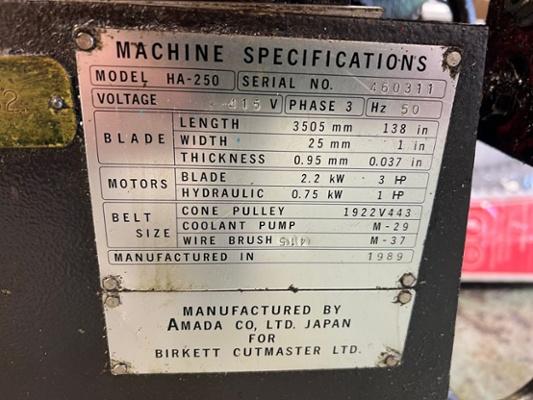 MACHINE SPECIFICATIONS
MODEL HA-250 SERIAL NO. 460311
VOLTAGE 415 V PHASE 3 Hz 50
BLADE
LENGTH 3505 mm 138 in
WIDTH 25 mm 1 in
THICKNESS 0.95 mm 0.037 in
MOTORS
BLADE 2.2 kW 3 HP
HYDRAULIC 0.75 kW 1 HP
BELT SIZE
CONE PULLEY 1922V443
COOLANT PUMP M-29
WIRE BRUSH M-37
MANUFACTURED IN 1989
MANUFACTURED BY
AMADA CO, LTD. JAPAN
FOR
BIRKETT CUTMASTER LTD.